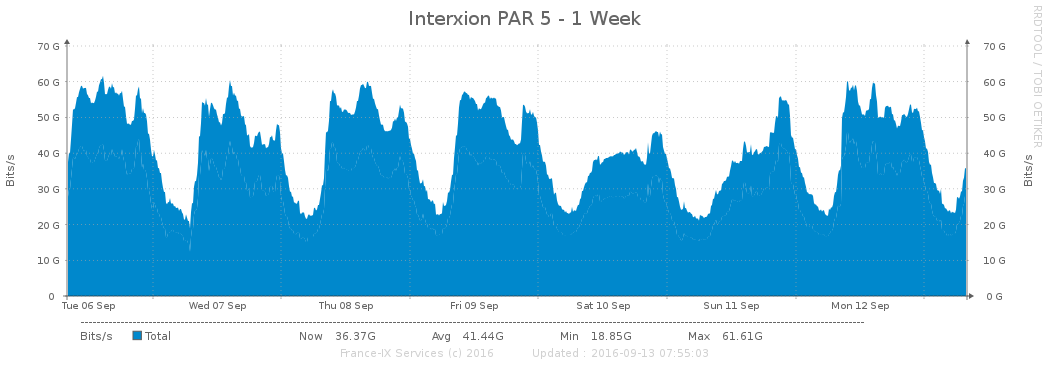 Interxion PAR 5 - 1 Week
RRDTOOL / TOBI OETIKER
Bits/s
70 G
60 G
50 G
40 G
30 G
20 G
10 G
0
70 G
60 G
50 G
40 G
30 G
20 G
10 G
0 G
Bits/s
Tue 06 Sep Wed 07 Sep Thu 08 Sep Fri 09 Sep Sat 10 Sep Sun 11 Sep Mon 12 Sep
Bits/s Total Now 36.37G Avg 41.44G Min 18.85G Max 61.61G
France-IX Services (c) 2016 Updated : 2016-09-13 07:55:03